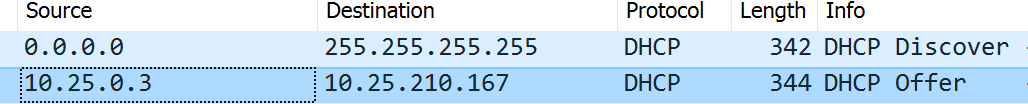 Source Destination Protocol Length Info
0.0.0.0 255.255.255.255 DHCP 342 DHCP Discover
10.25.0.3 10.25.210.167 DHCP 344 DHCP Offer